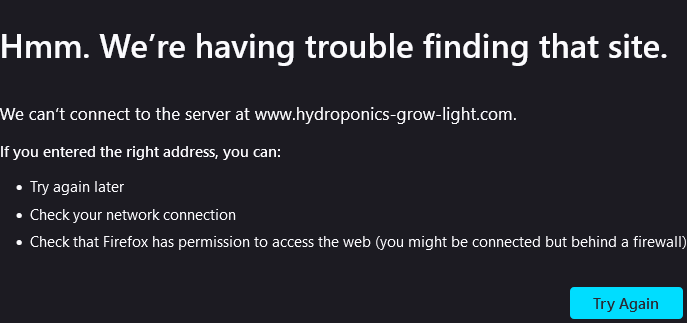 Hmm. We’re having trouble finding that site.
We can’t connect to the server at www.hydroponics-grow-light.com.
If you entered the right address, you can:
• Try again later
• Check your network connection
• Check that Firefox has permission to access the web (you might be connected but behind a firewall)
Try Again